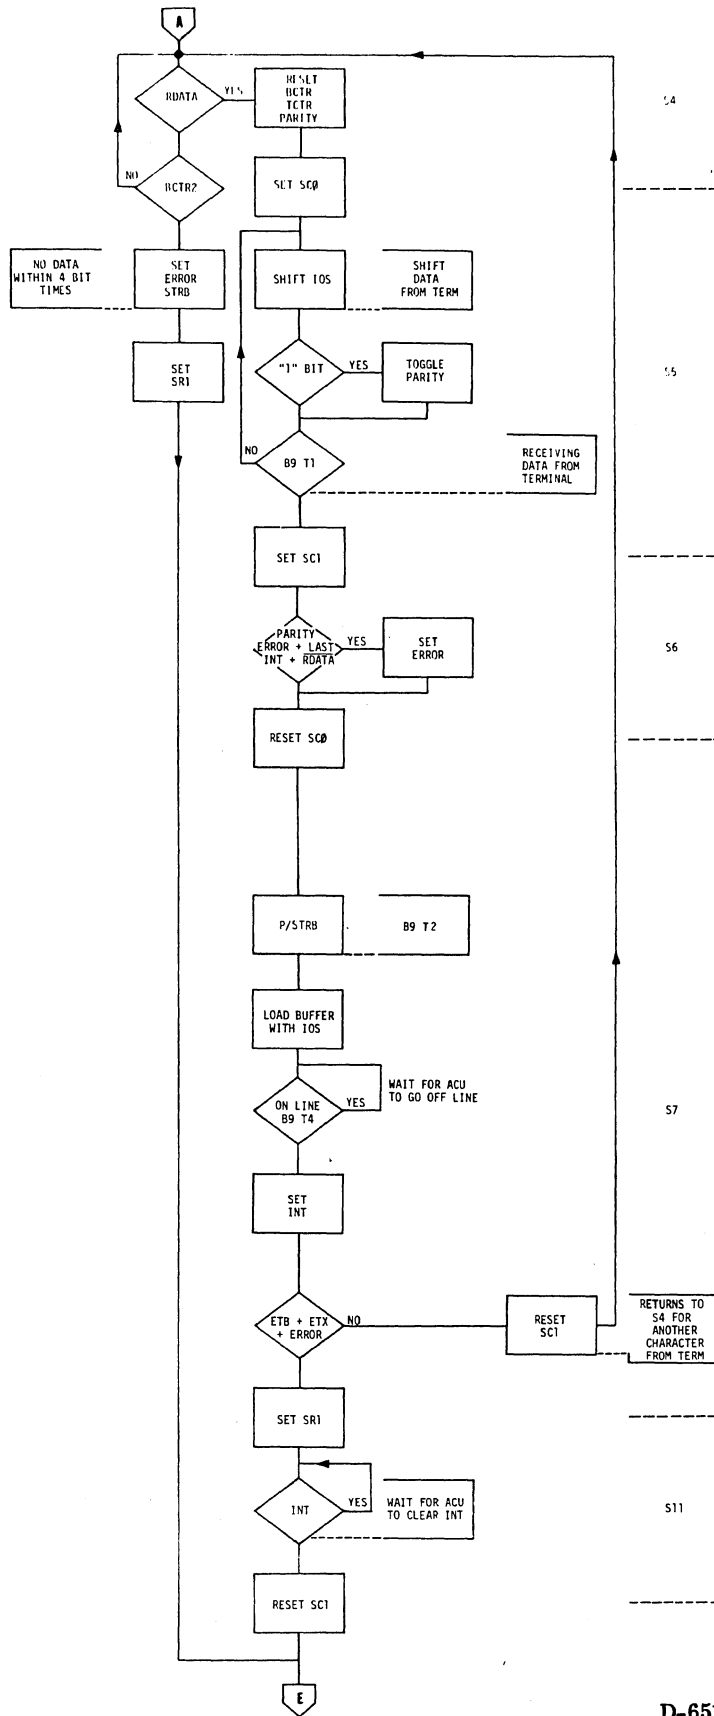 A
RDATA
YES
RESET
BCTR
TCTR
PARITY
S4
NO
BCTR2
SET SCØ
NO DATA
WITHIN 4 BIT
TIMES
SET
ERROR
STRB
SHIFT IOS
SHIFT
DATA
FROM TERM
SET
SR1
"1" BIT
YES
TOGGLE
PARITY
S5
NO
B9 T1
RECEIVING
DATA FROM
TERMINAL
SET SC1
PARITY
ERROR + LAST
INT + RDATA
YES
SET
ERROR
S6
RESET SCØ
P/STRB
B9 T2
LOAD BUFFER
WITH IOS
ON LINE
B9 T4
YES
WAIT FOR ACU
TO GO OFF LINE
S7
SET
INT
ETB + ETX
+ ERROR
NO
RESET
SC1
RETURNS TO
S4 FOR
ANOTHER
CHARACTER
FROM TERM
SET SR1
INT
YES
WAIT FOR ACU
TO CLEAR INT
S11
RESET SC1
E